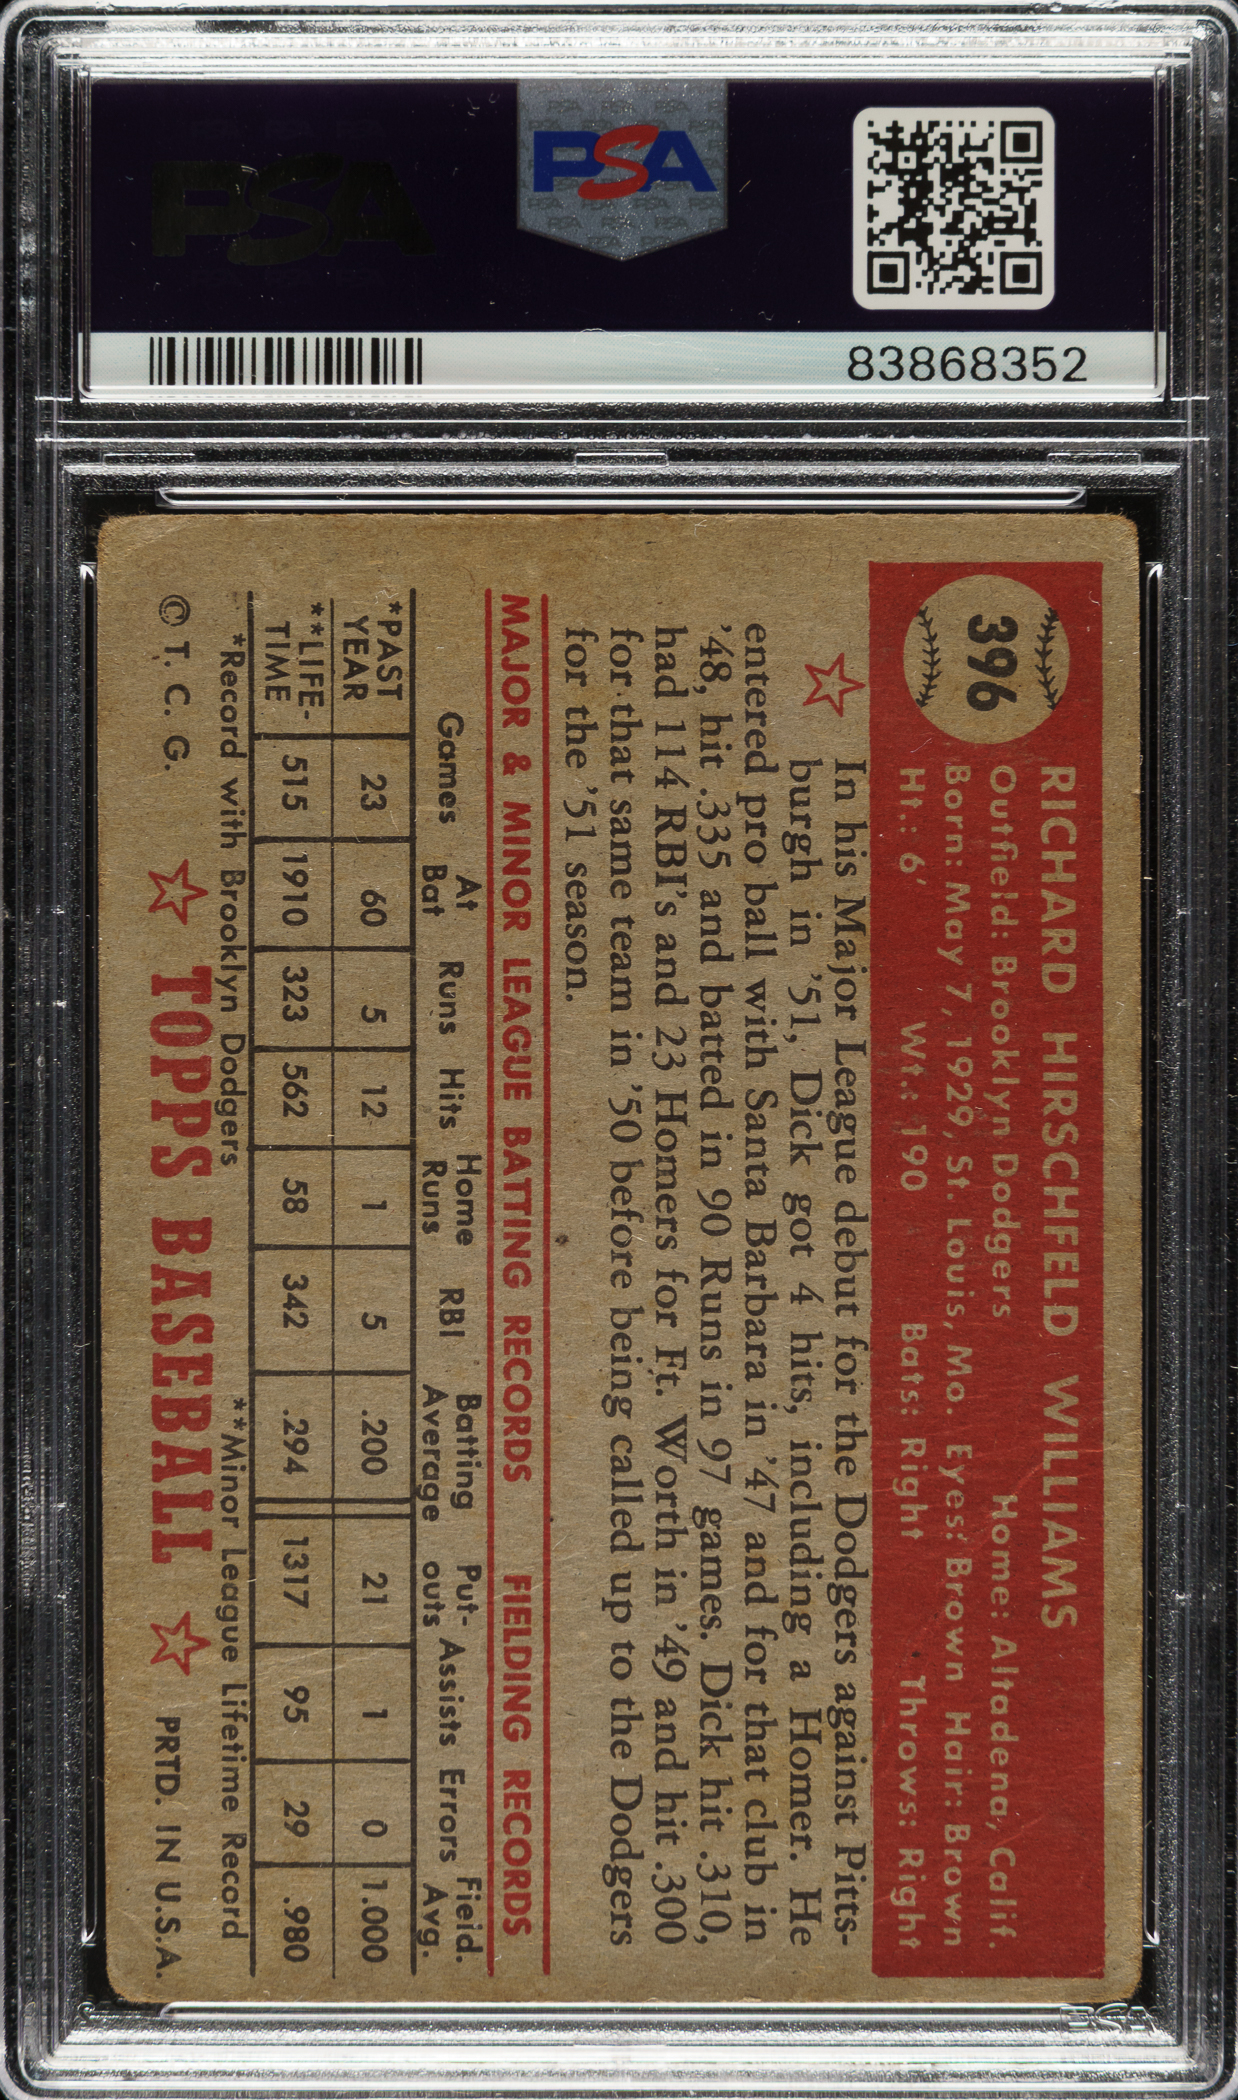 PSA
PSA
83868352
396
RICHARD HIRSCHFELD WILLIAMS
Outfield: Brooklyn Dodgers Home: Altadena, Calif.
Born: May 7, 1929, St. Louis, Mo. Eyes: Brown Hair: Brown
Ht.: 6' Wt.: 190 Bats: Right Throws: Right
In his Major League debut for the Dodgers against Pitts-
burgh in '51, Dick got 4 hits, including a Homer. He
entered pro ball with Santa Barbara in '47 and for that club in
'48, hit .335 and batted in 90 Runs in 97 games. Dick hit .310,
had 114 RBI's and 23 Homers for Ft. Worth in '49 and hit .300
for that same team in '50 before being called up to the Dodgers
for the '51 season.
MAJOR & MINOR LEAGUE BATTING RECORDS FIELDING RECORDS
Games At Bat Runs Hits Home Runs RBI Batting Average Put-outs Assists Errors Field. Avg.
*PAST YEAR 23 60 5 12 1 5 .200 21 1 0 1.000
**LIFE-TIME 515 1910 323 562 58 342 .294 1317 95 29 .980
*Record with Brooklyn Dodgers **Minor League Lifetime Record
© T. C. G. TOPPS BASEBALL PRTD. IN U.S.A.
PSA